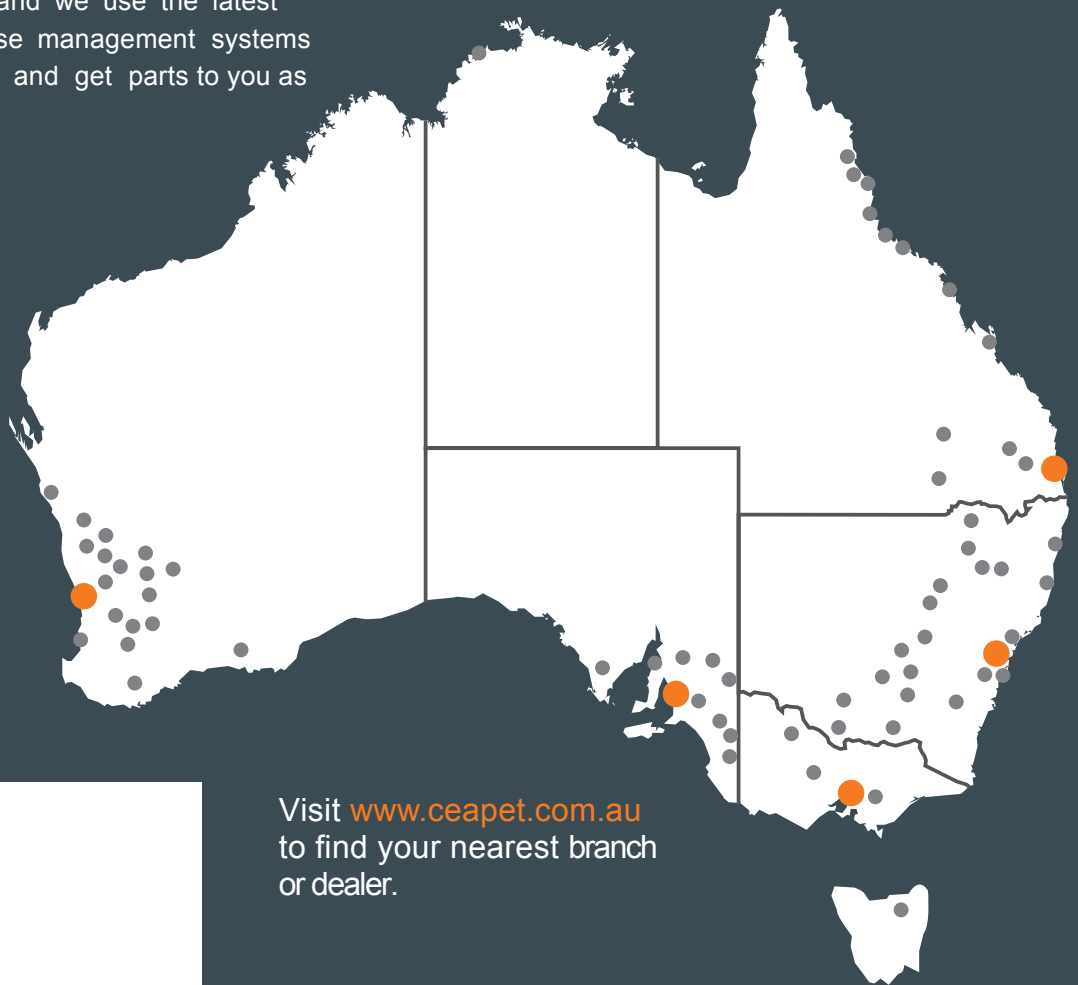 and we use the latest
se management systems
and get parts to you as
Visit www.ceapet.com.au
to find your nearest branch
or dealer.